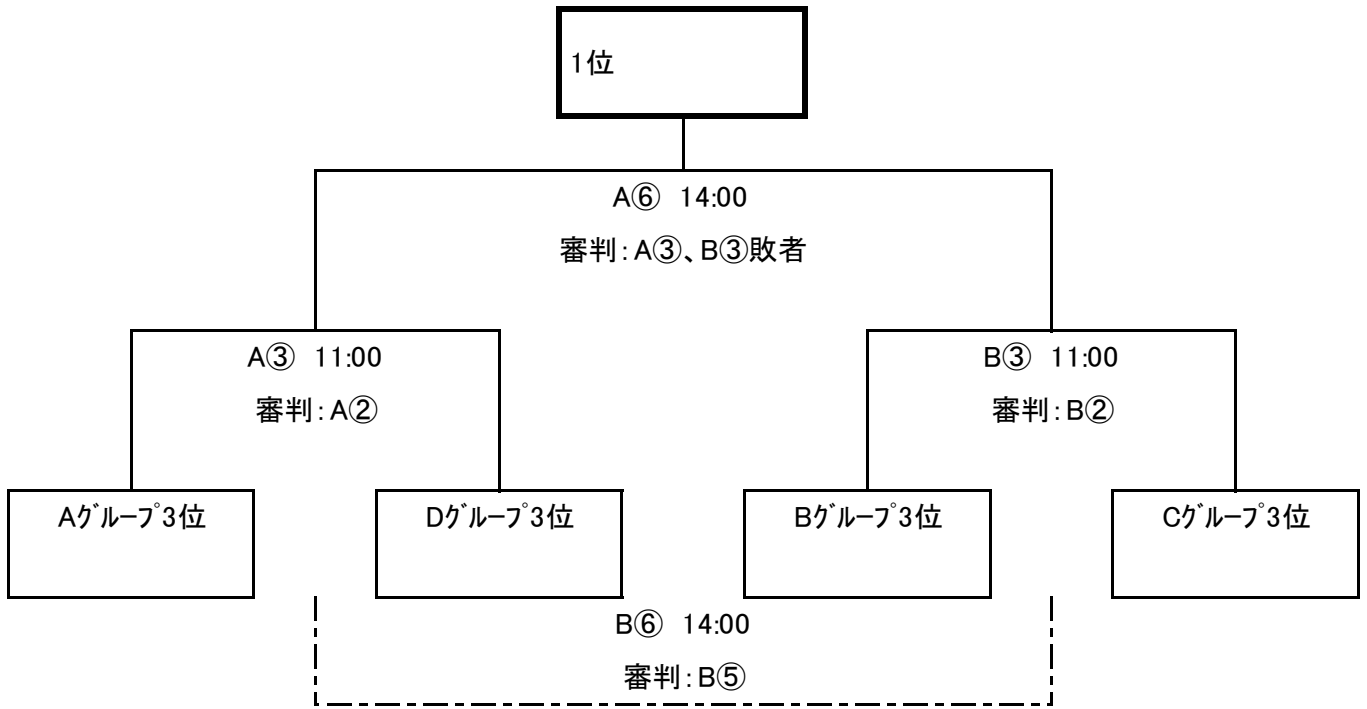 1位
A⑥ 14:00
審判:A③、B③敗者
A③ 11:00
審判:A②
B③ 11:00
審判:B②
Aｸﾞﾙｰﾌﾟ3位
Dｸﾞﾙｰﾌﾟ3位
Bｸﾞﾙｰﾌﾟ3位
Cｸﾞﾙｰﾌﾟ3位
B⑥ 14:00
審判:B⑤